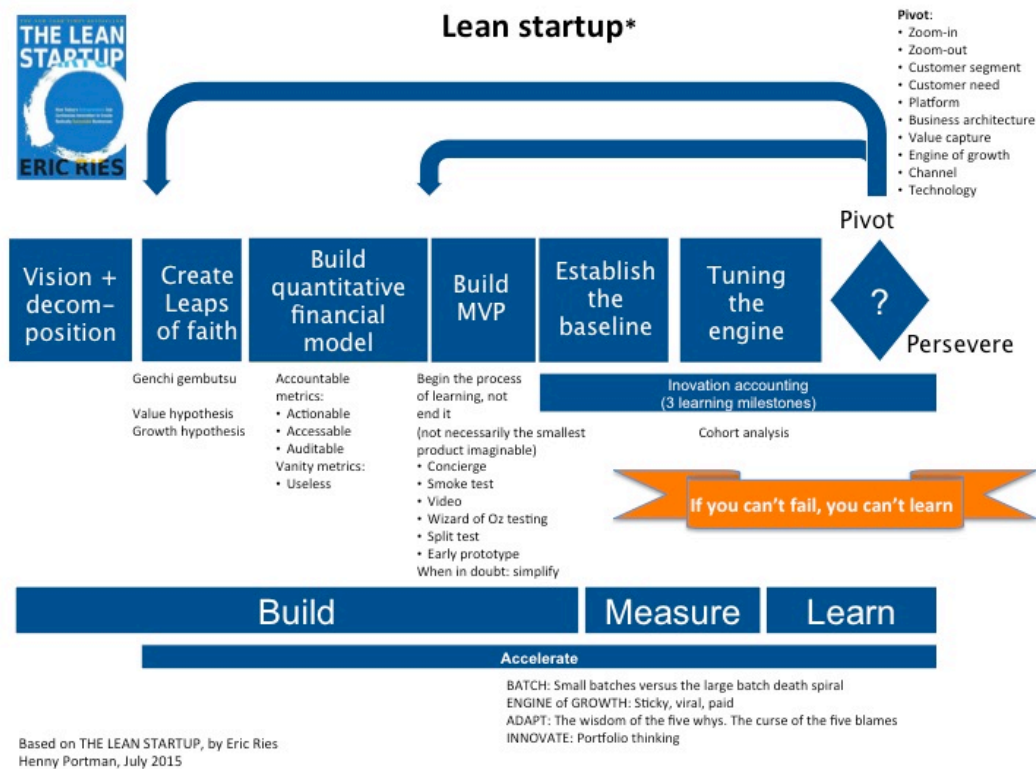 THE LEAN
STARTUP
ERIC RIES
Lean startup*
Pivot:
• Zoom-in
• Zoom-out
• Customer segment
• Customer need
• Platform
• Business architecture
• Value capture
• Engine of growth
• Channel
• Technology
Pivot
Vision +
decom-
position
Create
Leaps
of faith
Build
quantitative
financial
model
Build
MVP
Establish
the
baseline
Tuning
the
engine
?
Persevere
Genchi gembutsu
Value hypothesis
Growth hypothesis
Accountable
metrics:
• Actionable
• Accessable
• Auditable
Vanity metrics:
• Useless
Begin the process
of learning, not
end it
(not necessarily the smallest
product imaginable)
• Concierge
• Smoke test
• Video
• Wizard of Oz testing
• Split test
• Early prototype
When in doubt: simplify
Inovation accounting
(3 learning milestones)
Cohort analysis
If you can't fail, you can't learn
Build
Measure
Learn
Accelerate
BATCH: Small batches versus the large batch death spiral
ENGINE of GROWTH: Sticky, viral, paid
ADAPT: The wisdom of the five whys. The curse of the five blames
INNOVATE: Portfolio thinking
Based on THE LEAN STARTUP, by Eric Ries
Henny Portman, July 2015